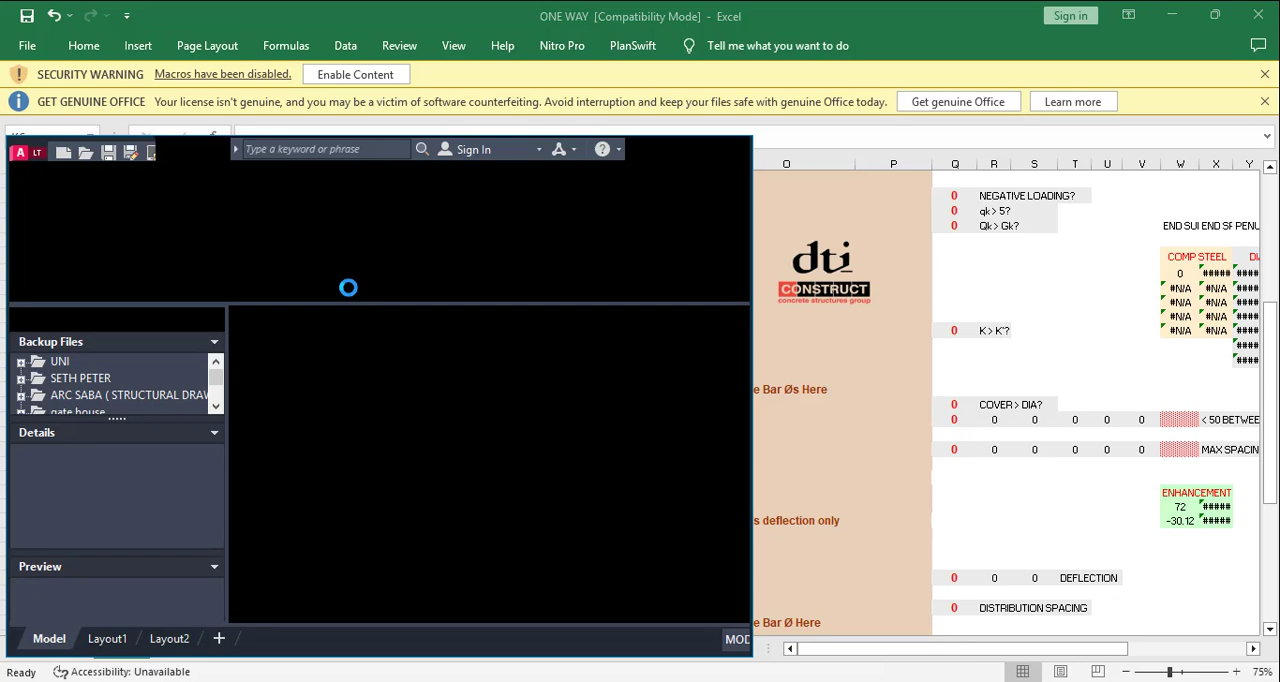 ONE WAY  [Compatibility Mode]  -  Excel
Sign in
File Home Insert Page Layout Formulas Data Review View Help Nitro Pro PlanSwift Tell me what you want to do
SECURITY WARNING Macros have been disabled. Enable Content
GET GENUINE OFFICE Your license isn't genuine, and you may be a victim of software counterfeiting. Avoid interruption and keep your files safe with genuine Office today. Get genuine Office Learn more
A LT Type a keyword or phrase Sign In ?
O P Q R S T U V W X Y
0 NEGATIVE LOADING?
0 qk > 5?
0 Qk > Gk? END SUI END SF PENU
dti
CONSTRUCT
concrete structures group
COMP STEEL DI
0 ##### ####
#N/A #N/A ####
#N/A #N/A ####
#N/A #N/A ####
0 K > K'? #N/A #N/A ####
####
####
Backup Files
UNI
SETH PETER
ARC SABA ( STRUCTURAL DRAW
gate house
e Bar Øs Here
0 COVER > DIA?
0 0 0 0 0 0 < 50 BETWEE
Details
0 0 0 0 0 0 MAX SPACIN
ENHANCEMENT
72 #####
-30.12 #####
s deflection only
Preview
0 0 0 DEFLECTION
0 DISTRIBUTION SPACING
e Bar Ø Here
Model Layout1 Layout2 + MOD
Ready Accessibility: Unavailable 75%